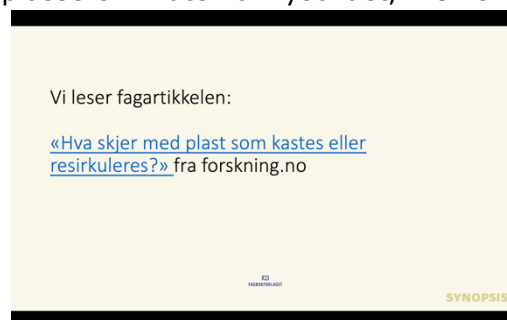 Vi leser fagartikkelen:
«Hva skjer med plast som kastes eller
resirkuleres?» fra forskning.no
FAGBOKFORLAGET
SYNOPSIS